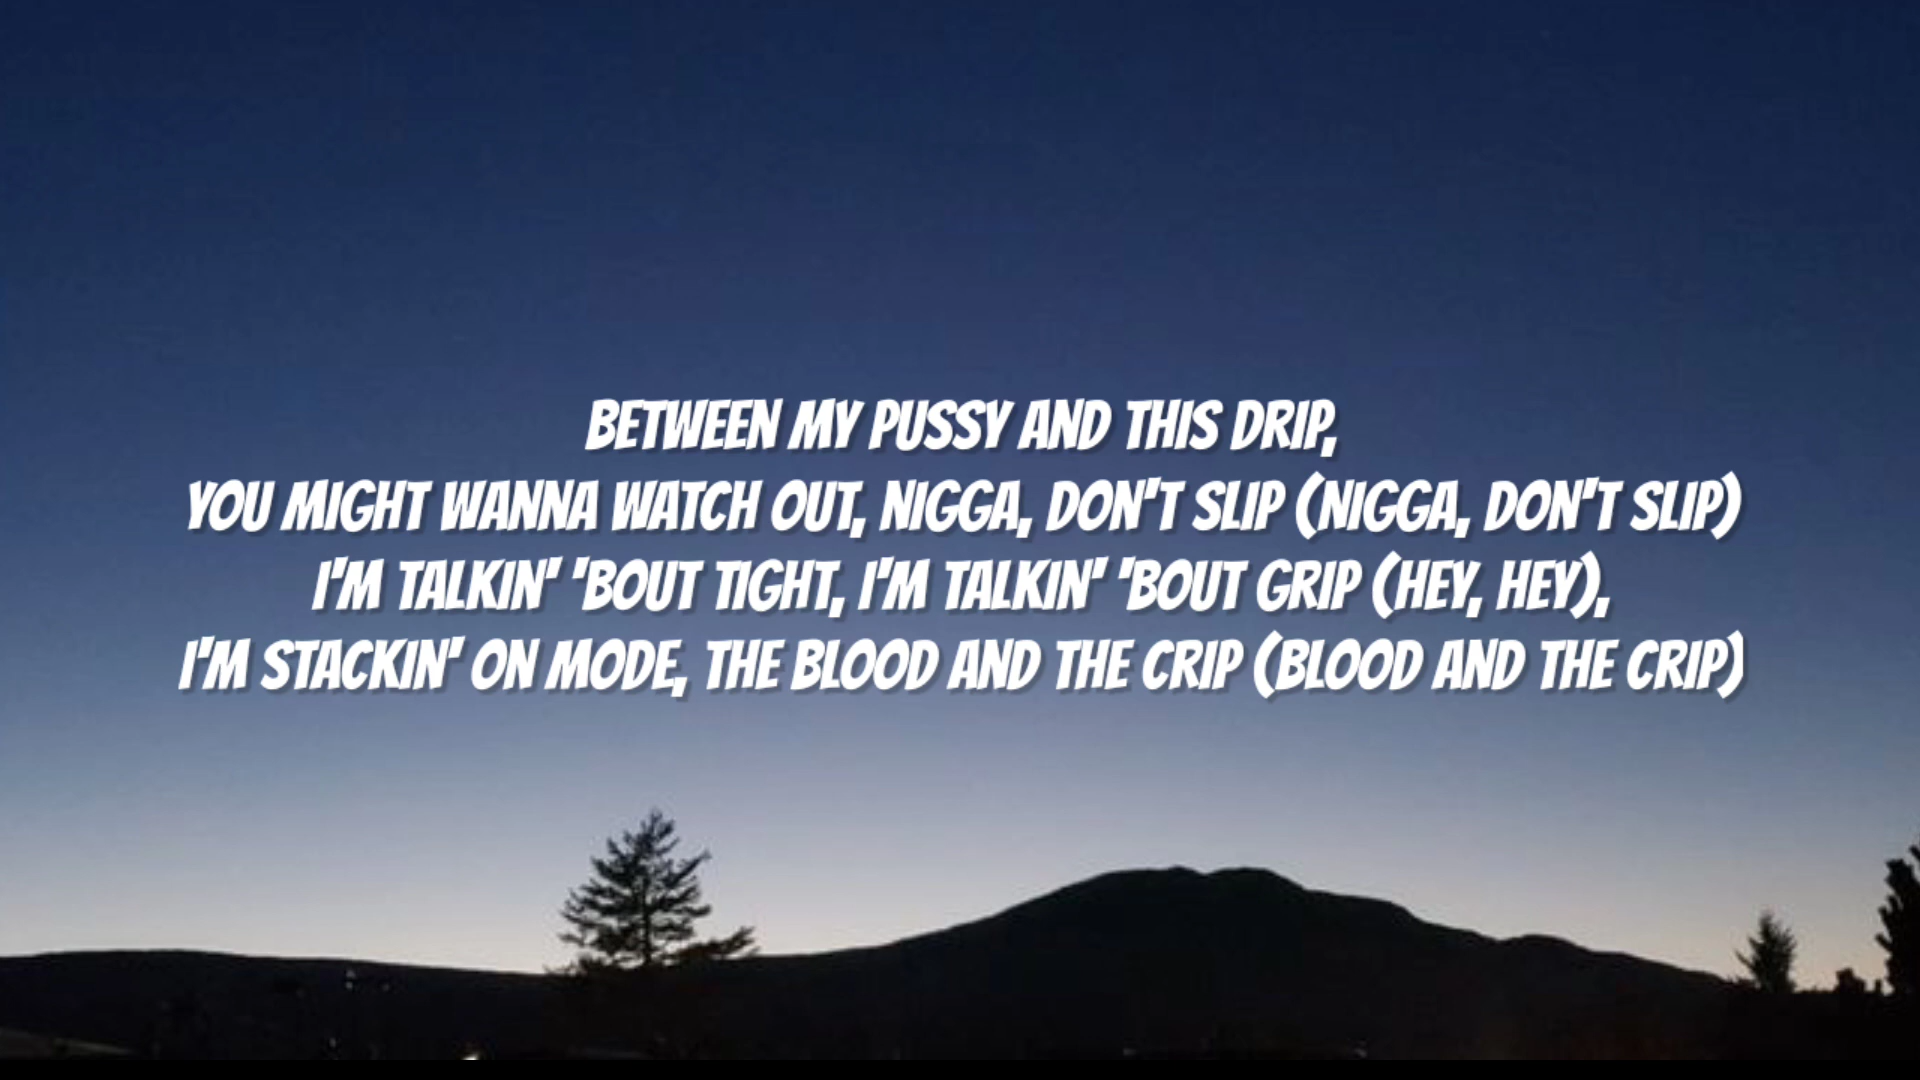 BETWEEN MY PUSSY AND THIS DRIP,
YOU MIGHT WANNA WATCH OUT, NIGGA, DON'T SLIP (NIGGA, DON'T SLIP)
I'M TALKIN' 'BOUT TIGHT, I'M TALKIN' 'BOUT GRIP (HEY, HEY),
I'M STACKIN' ON MODE, THE BLOOD AND THE CRIP (BLOOD AND THE CRIP)